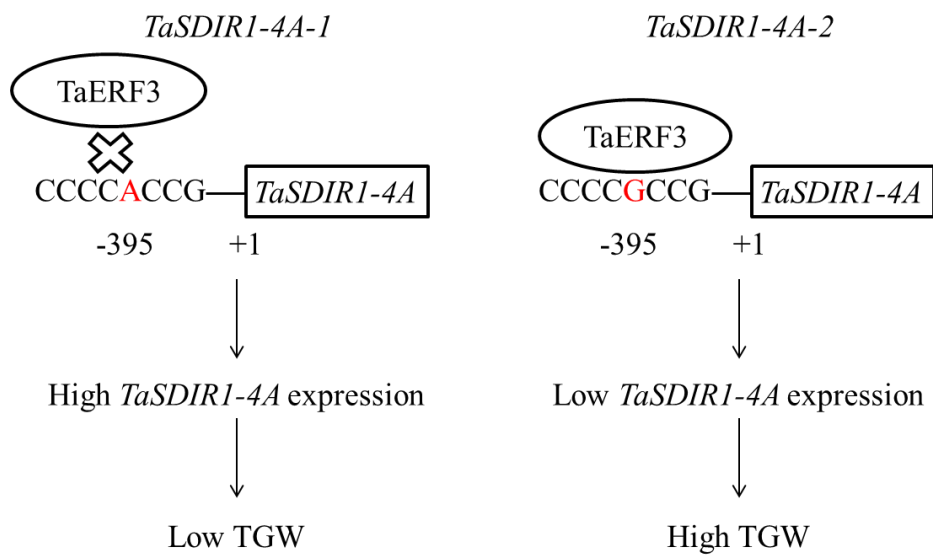 TaSDIR1-4A-1
TaERF3
CCCCACCG
TaSDIR1-4A
-395
+1
High TaSDIR1-4A expression
Low TGW
TaSDIR1-4A-2
TaERF3
CCCCGCCG
TaSDIR1-4A
-395
+1
Low TaSDIR1-4A expression
High TGW